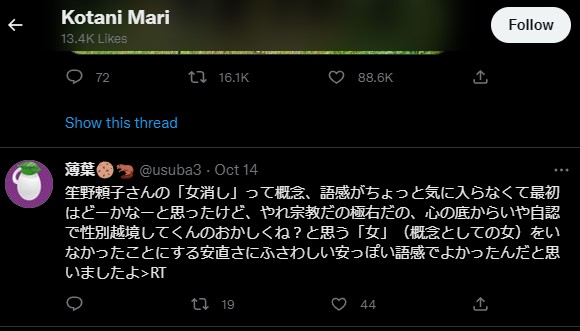 Kotani Mari
13.4K Likes
Follow
72 16.1K 88.6K
Show this thread
薄葉🍪🦐 @usuba3 · Oct 14
笙野頼子さんの「女消し」って概念、語感がちょっと気に入らなくて最初
はどーかなーと思ったけど、やれ宗教だの極右だの、心の底からいや自認
で性別越境してくんのおかしくね?と思う「女」(概念としての女)をい
なかったことにする安直さにふさわしい安っぽい語感でよかったんだと思
いましたよ>RT
19 44